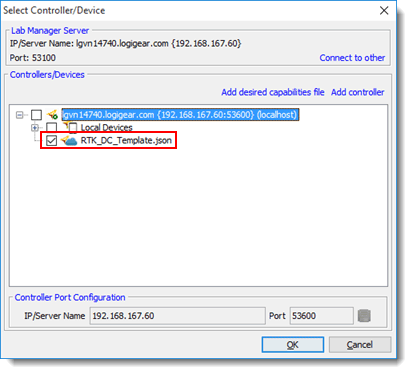 Select Controller/Device
Lab Manager Server
IP/Server Name: lgvn14740.logigear.com {192.168.167.60}
Port: 53100
Connect to other
Controllers/Devices
Add desired capabilities file Add controller
lgvn14740.logigear.com {192.168.167.60:53600} (localhost)
Local Devices
RTK_DC_Template.json
Controller Port Configuration
IP/Server Name 192.168.167.60 Port 53600
OK Cancel